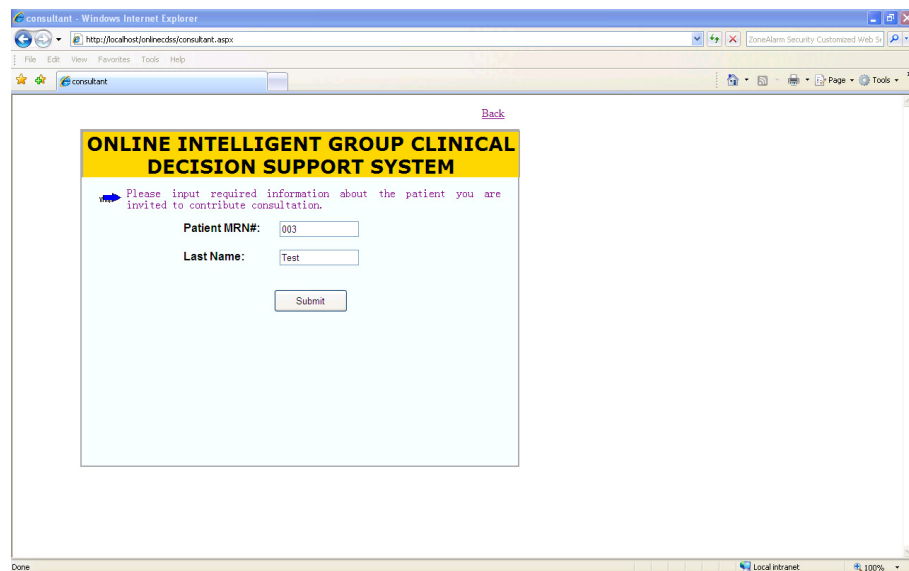 consultant - Windows Internet Explorer
http://localhost/onlinecdss/consultant.aspx
ZoneAlarm Security Customized Web Se
File Edit View Favorites Tools Help
consultant
Page
Tools
Back
ONLINE INTELLIGENT GROUP CLINICAL
DECISION SUPPORT SYSTEM
Please input required information about the patient you are
invited to contribute consultation.
Patient MRN#: 003
Last Name: Test
Submit
Done
Local intranet
100%